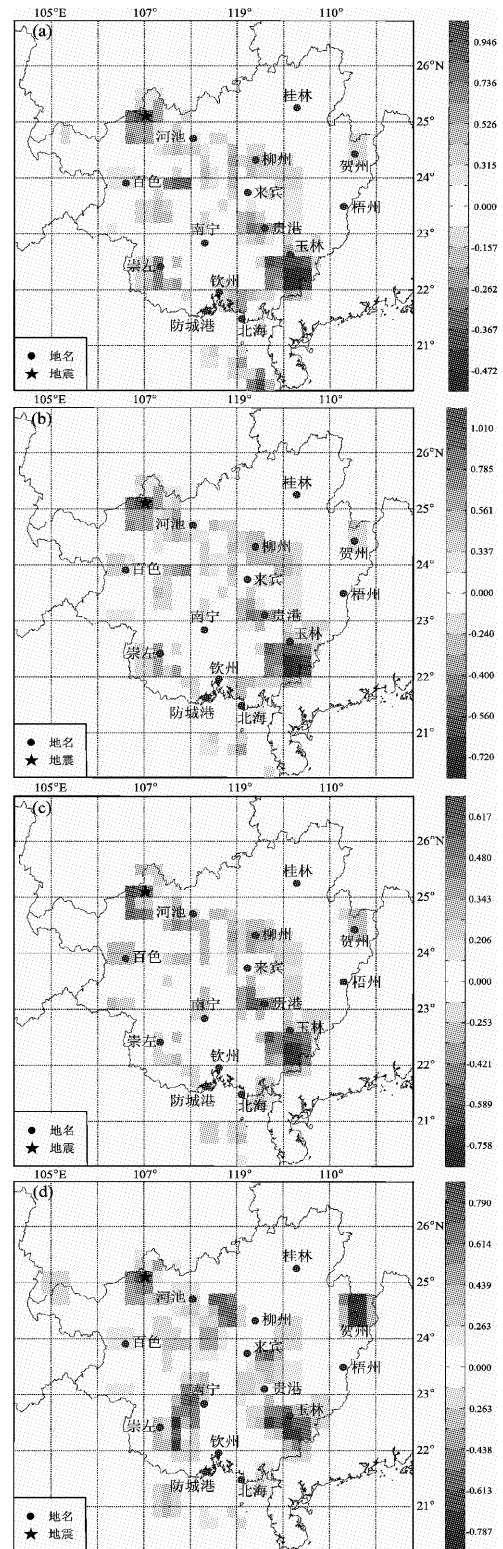 105°E 107° 119° 110°
(a)
26°N
25°
24°
23°
22°
21°
桂林
河池
柳州
贺州
百色
来宾
梧州
贵港
南宁
玉林
崇左
钦州
防城港
北海
● 地名
★ 地震
0.946
0.736
0.526
0.315
0.000
-0.157
-0.262
-0.367
-0.472
105°E 107° 119° 110°
(b)
26°N
25°
24°
23°
22°
21°
桂林
河池
柳州
贺州
百色
来宾
梧州
贵港
南宁
玉林
崇左
钦州
防城港
北海
● 地名
★ 地震
1.010
0.785
0.561
0.337
0.000
-0.240
-0.400
-0.560
-0.720
105°E 107° 119° 110°
(c)
26°N
25°
24°
23°
22°
21°
桂林
河池
柳州
贺州
百色
来宾
梧州
贵港
南宁
玉林
崇左
钦州
防城港
北海
● 地名
★ 地震
0.617
0.480
0.343
0.206
0.000
-0.253
-0.421
-0.589
-0.758
105°E 107° 119° 110°
(d)
26°N
25°
24°
23°
22°
21°
桂林
河池
柳州
贺州
百色
来宾
梧州
贵港
南宁
玉林
崇左
钦州
防城港
北海
● 地名
★ 地震
0.790
0.614
0.439
0.263
0.000
-0.263
-0.438
-0.613
-0.787